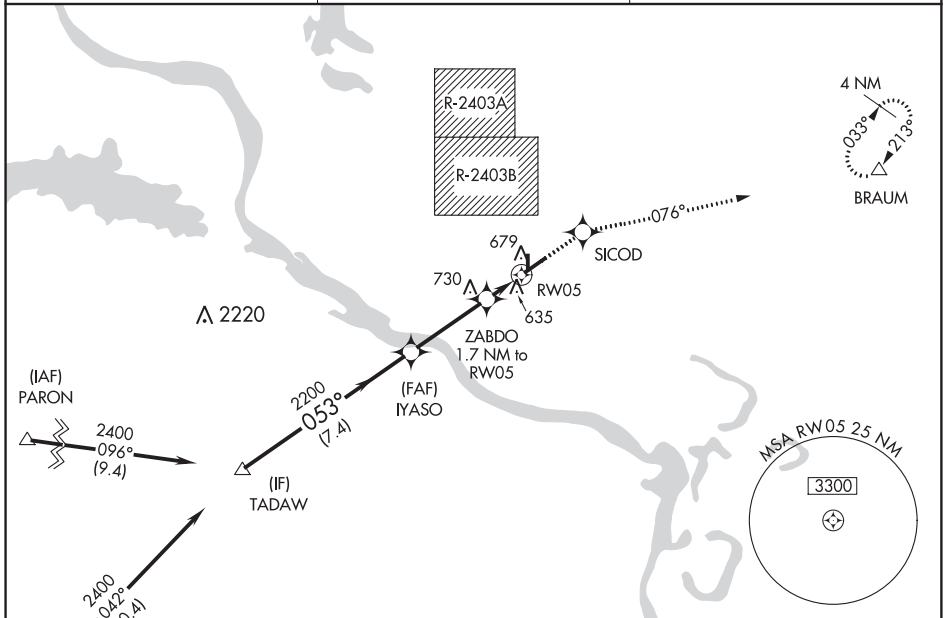 R-2403A
R-2403B
4 NM
033°
213°
BRAUM
076°
SICOD
679
RW05
730
635
ZABDO
1.7 NM to
RW05
2220
(FAF)
IYASO
2200
053°
(7.4)
(IAF)
PARON
2400
096°
(9.4)
(IF)
TADAW
2400
042°
MSA RW05 25 NM
3300